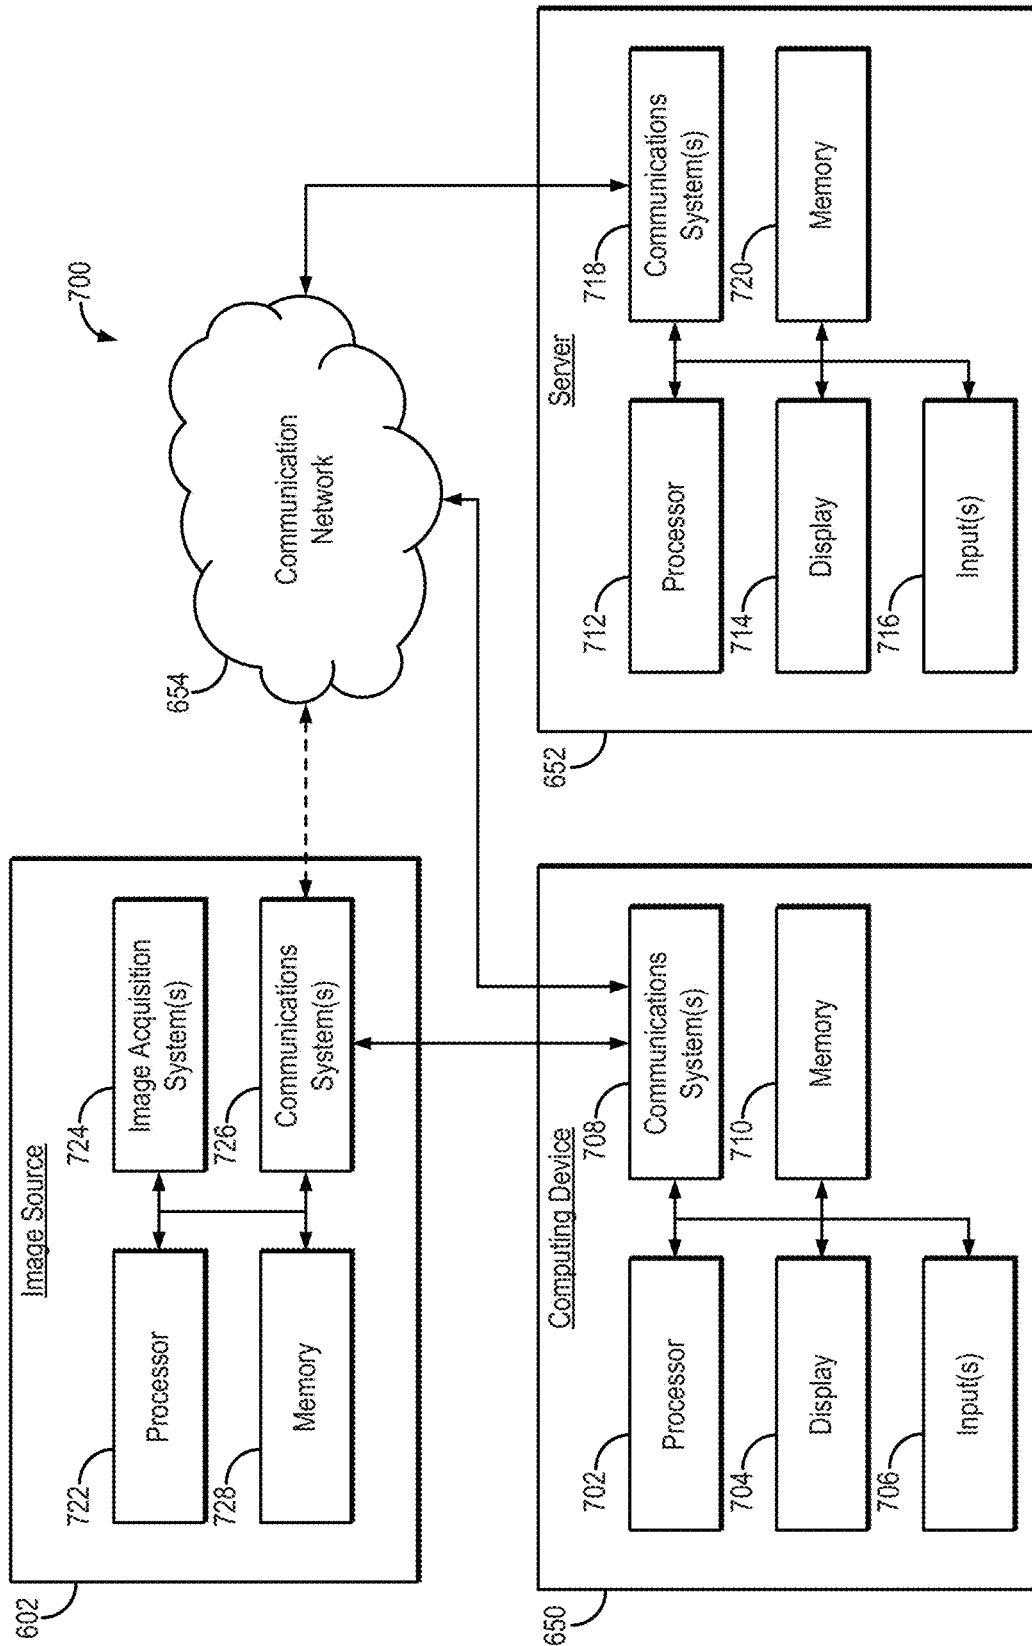 700
602
Image Source
722
Processor
724
Image Acquisition
System(s)
728
Memory
726
Communications
System(s)
654
Communication
Network
650
Computing Device
702
Processor
708
Communications
System(s)
704
Display
710
Memory
706
Input(s)
652
Server
712
Processor
718
Communications
System(s)
714
Display
720
Memory
716
Input(s)